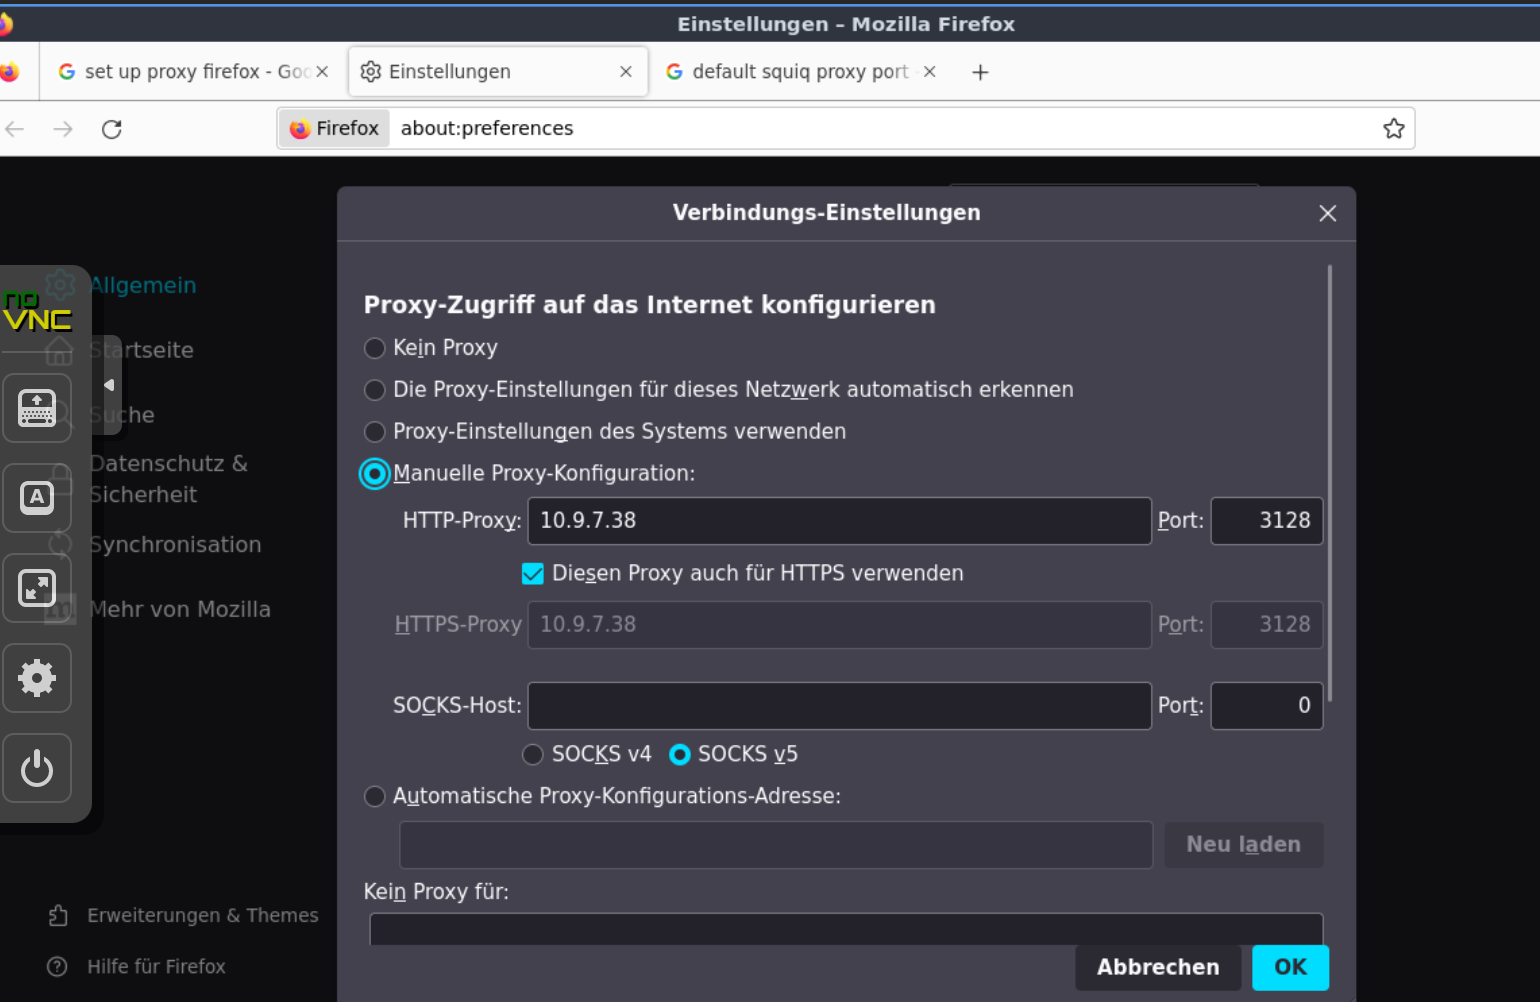 Einstellungen – Mozilla Firefox
set up proxy firefox - Goo
Einstellungen
default squiq proxy port -
Firefox about:preferences
Verbindungs-Einstellungen
Proxy-Zugriff auf das Internet konfigurieren
Kein Proxy
Die Proxy-Einstellungen für dieses Netzwerk automatisch erkennen
Proxy-Einstellungen des Systems verwenden
Manuelle Proxy-Konfiguration:
HTTP-Proxy: 10.9.7.38 Port: 3128
Diesen Proxy auch für HTTPS verwenden
HTTPS-Proxy 10.9.7.38 Port: 3128
SOCKS-Host: Port: 0
SOCKS v4 SOCKS v5
Automatische Proxy-Konfigurations-Adresse:
Neu laden
Kein Proxy für:
Abbrechen OK
no
VNC
A
Allgemein
Startseite
Suche
Datenschutz &
Sicherheit
Synchronisation
m Mehr von Mozilla
Erweiterungen & Themes
Hilfe für Firefox